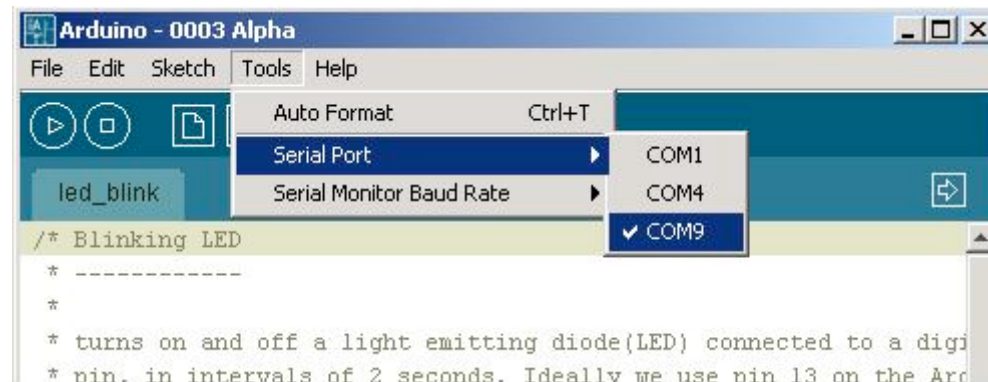 Arduino - 0003 Alpha
File Edit Sketch Tools Help
Auto Format Ctrl+T
Serial Port
Serial Monitor Baud Rate
COM1
COM4
COM9
led_blink
/* Blinking LED
* ------------
*
* turns on and off a light emitting diode(LED) connected to a digi
* pin, in intervals of 2 seconds. Ideally we use pin 13 on the Ard